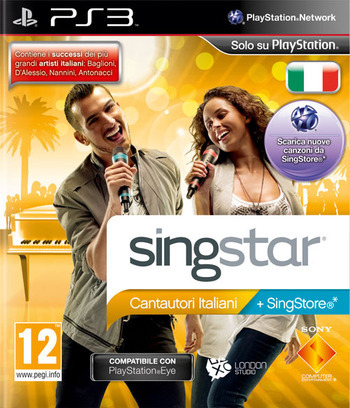 PS3
PlayStation®Network
Solo su PlayStation®
Contiene i successi dei più
grandi artisti italiani: Baglioni,
D'Alessio, Nannini, Antonacci
Scarica nuove
canzoni da
SingStore®*
singstar®
Cantautori Italiani
+ SingStore®*
12
www.pegi.info
COMPATIBILE CON
PlayStation®Eye
LONDON
STUDIO
SONY
COMPUTER
ENTERTAINMENT®